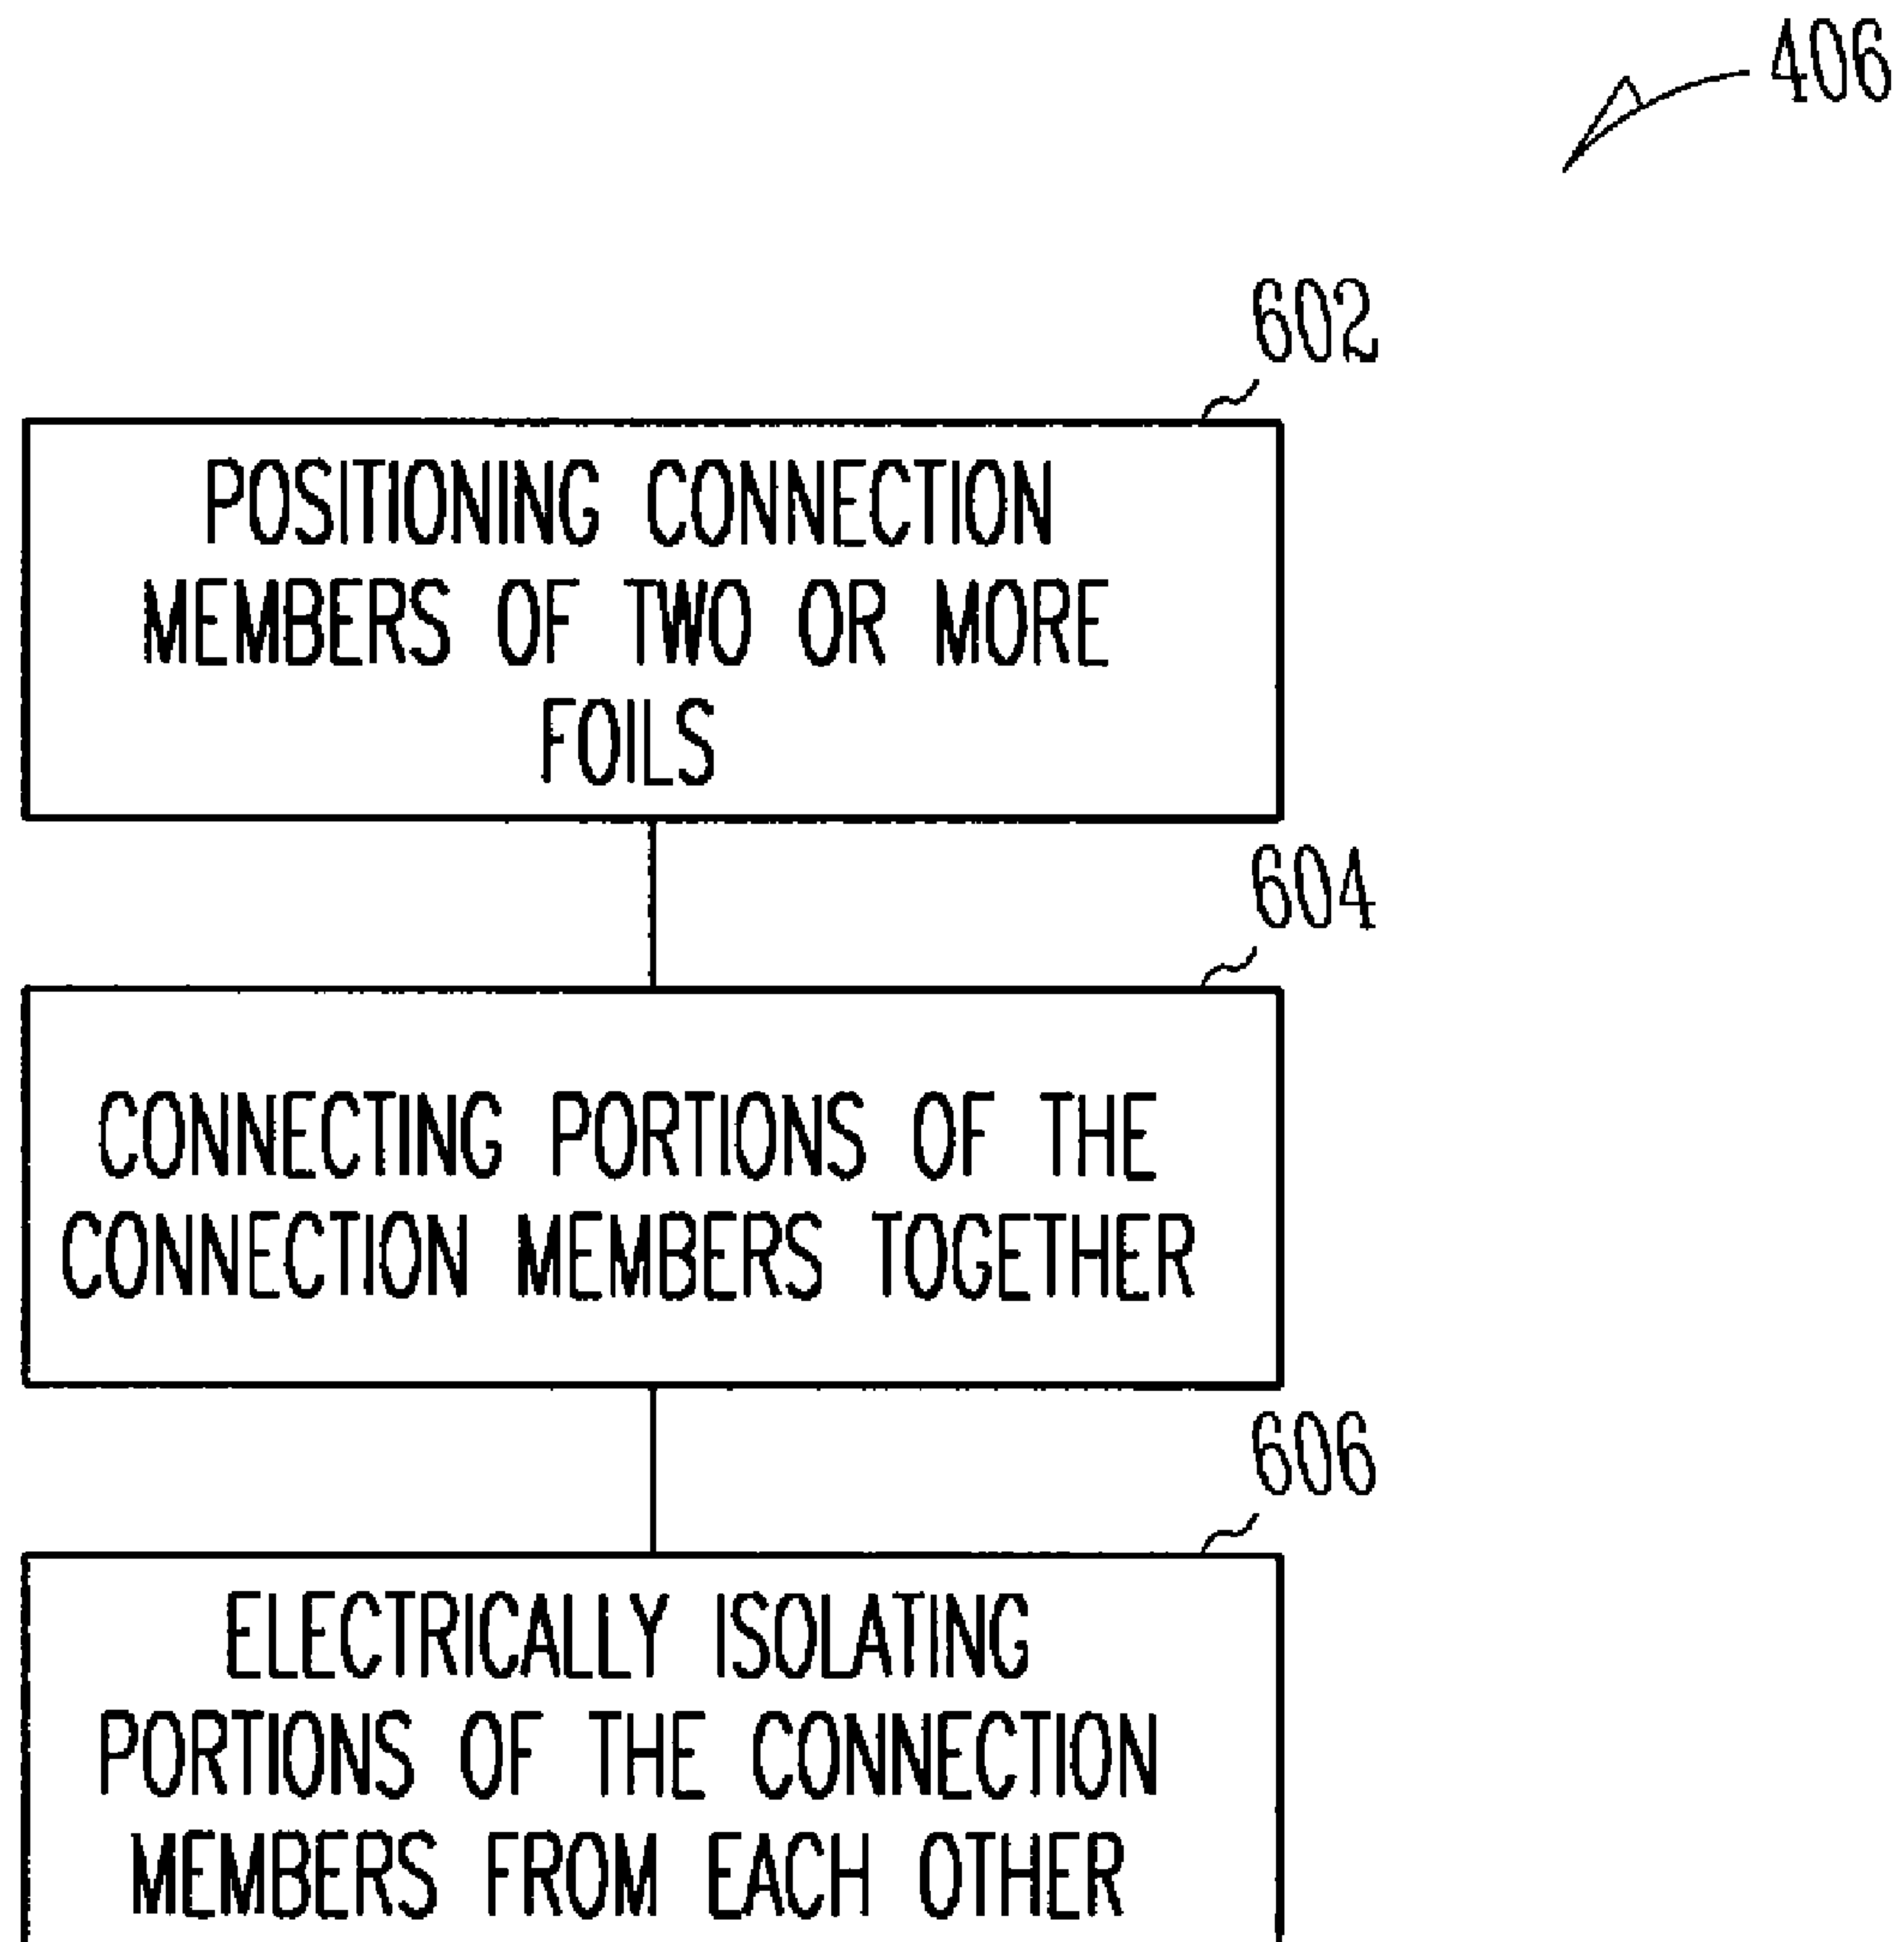 406
602
POSITIONING CONNECTION
MEMBERS OF TWO OR MORE
FOILS
604
CONNECTING PORTIONS OF THE
CONNECTION MEMBERS TOGETHER
606
ELECTRICALLY ISOLATING
PORTIONS OF THE CONNECTION
MEMBERS FROM EACH OTHER